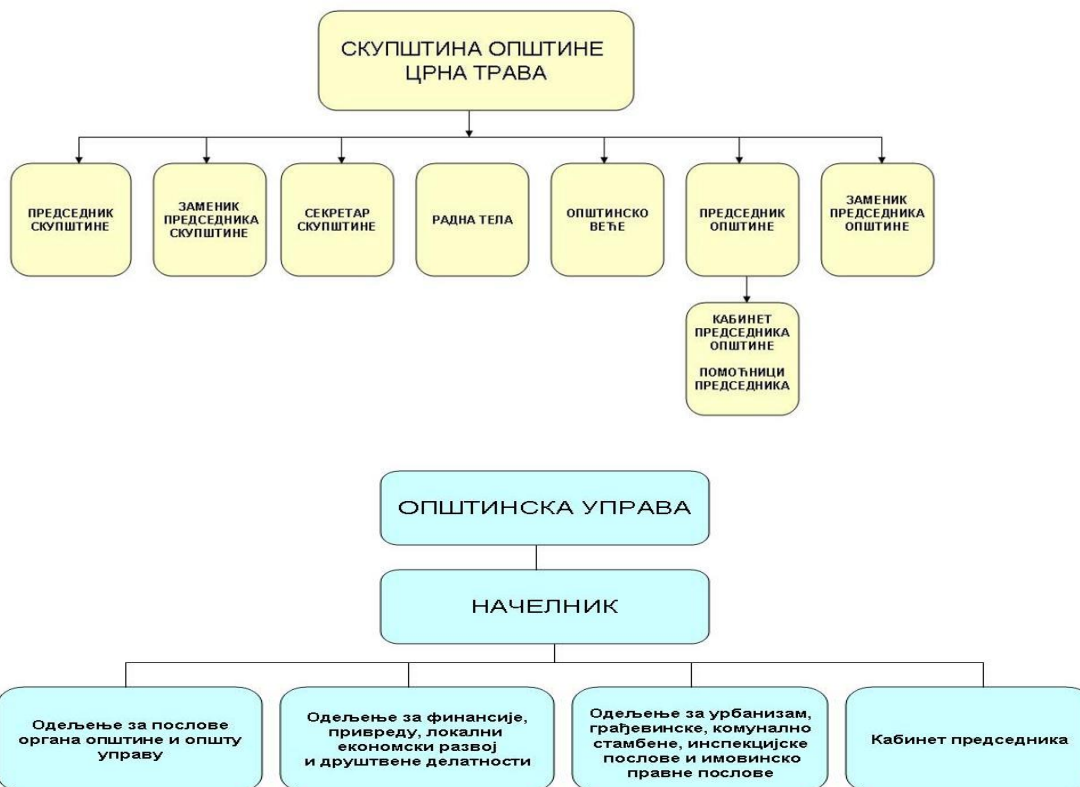 СКУПШТИНА ОПШТИНЕ
ЦРНА ТРАВА
ПРЕДСЕДНИК
СКУПШТИНЕ
ЗАМЕНИК
ПРЕДСЕДНИКА
СКУПШТИНЕ
СЕКРЕТАР
СКУПШТИНЕ
РАДНА ТЕЛА
ОПШТИНСКО
ВЕЋЕ
ПРЕДСЕДНИК
ОПШТИНЕ
ЗАМЕНИК
ПРЕДСЕДНИКА
ОПШТИНЕ
КАБИНЕТ
ПРЕДСЕДНИКА
ОПШТИНЕ
ПОМОЋНИЦИ
ПРЕДСЕДНИКА
ОПШТИНСКА УПРАВА
НАЧЕЛНИК
Одељење за послове
органа општине и општу
управу
Одељење за финансије,
привреду, локални
економски развој
и друштвене делатности
Одељење за урбанизам,
грађевинске, комунално
стамбене, инспекцијске
послове и имовинско
правне послове
Кабинет председника